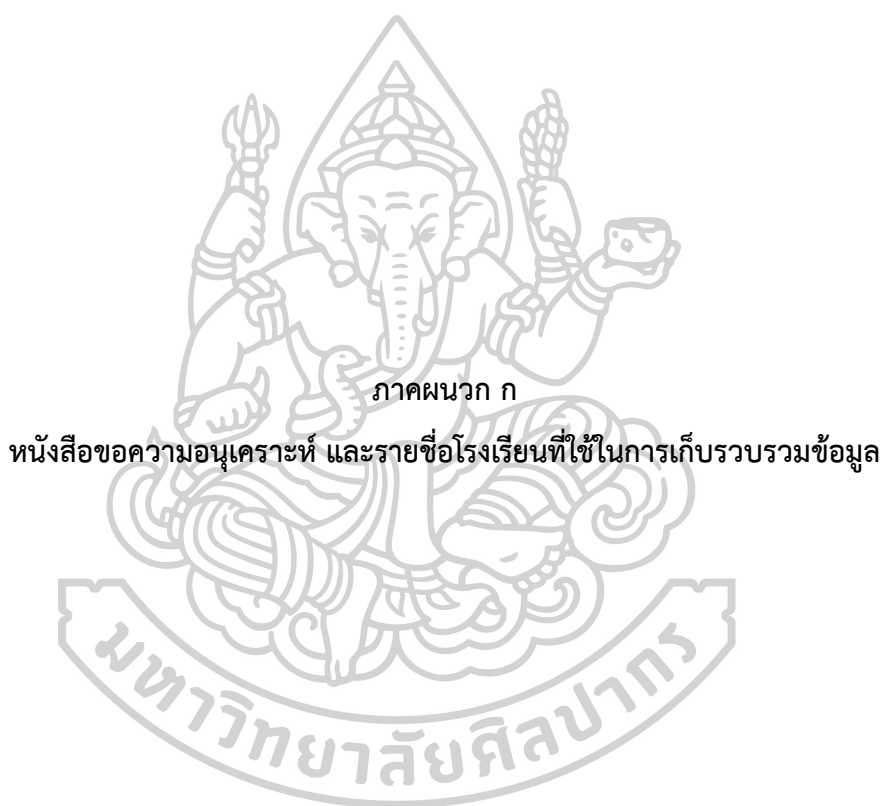 ภาคผนวก ก
หนังสือขอความอนุเคราะห์ และรายชื่อโรงเรียนที่ใช้ในการเก็บรวบรวมข้อมูล
มหาวิทยาลัยศิลปากร